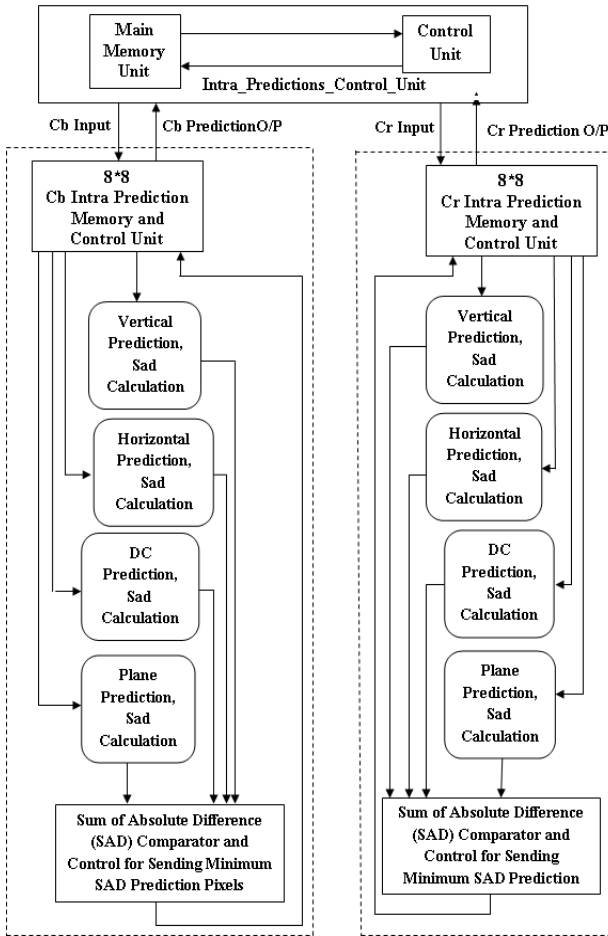 Main
Memory
Unit
Control
Unit
Intra_Predictions_Control_Unit
Cb Input
Cb PredictionO/P
Cr Input
Cr Prediction O/P
8*8
Cb Intra Prediction
Memory and
Control Unit
Vertical
Prediction,
Sad
Calculation
Horizontal
Prediction,
Sad
Calculation
DC
Prediction,
Sad
Calculation
Plane
Prediction,
Sad
Calculation
Sum of Absolute Difference
(SAD) Comparator and
Control for Sending Minimum
SAD Prediction Pixels
8*8
Cr Intra Prediction
Memory and
Control Unit
Vertical
Prediction,
Sad
Calculation
Horizontal
Prediction,
Sad
Calculation
DC
Prediction,
Sad
Calculation
Plane
Prediction,
Sad
Calculation
Sum of Absolute Difference
(SAD) Comparator and
Control for Sending
Minimum SAD Prediction